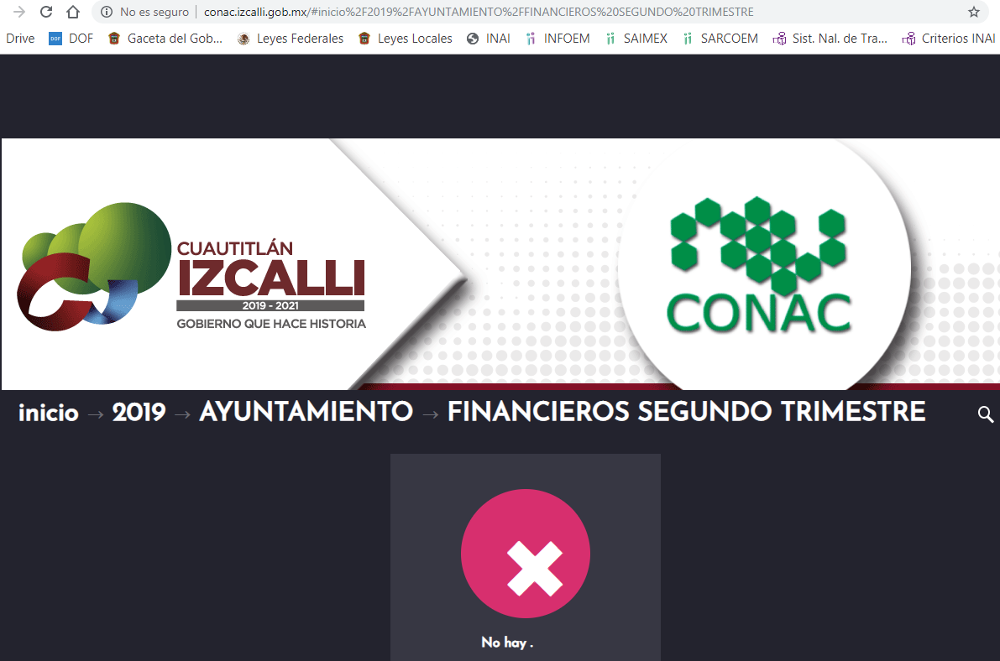 No es seguro | conac.izcalli.gob.mx/#inicio%2F2019%2FAYUNTAMIENTO%2FFINANCIEROS%20SEGUNDO%20TRIMESTRE
Drive DOF DOF Gaceta del Gob... Leyes Federales Leyes Locales INAI INFOEM SAIMEX SARCOEM Sist. Nal. de Tra... Criterios INAI
CUAUTITLÁN
IZCALLI
2019 - 2021
GOBIERNO QUE HACE HISTORIA
CONAC
inicio → 2019 → AYUNTAMIENTO → FINANCIEROS SEGUNDO TRIMESTRE
No hay .